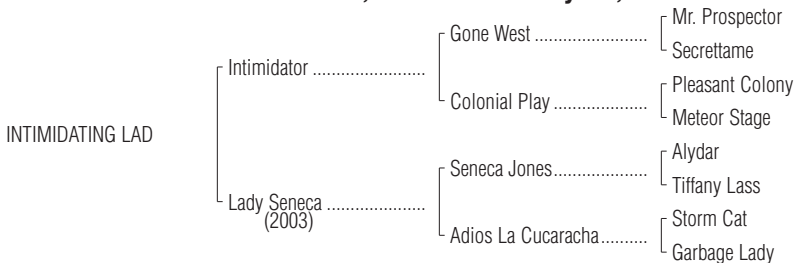 Mr. Prospector
Gone West ......................
Secrettame
Intimidator ......................
Pleasant Colony
Colonial Play ..................
Meteor Stage
INTIMIDATING LAD
Alydar
Seneca Jones..................
Tiffany Lass
Lady Seneca ...................
(2003)
Storm Cat
Adios La Cucaracha.........
Garbage Lady